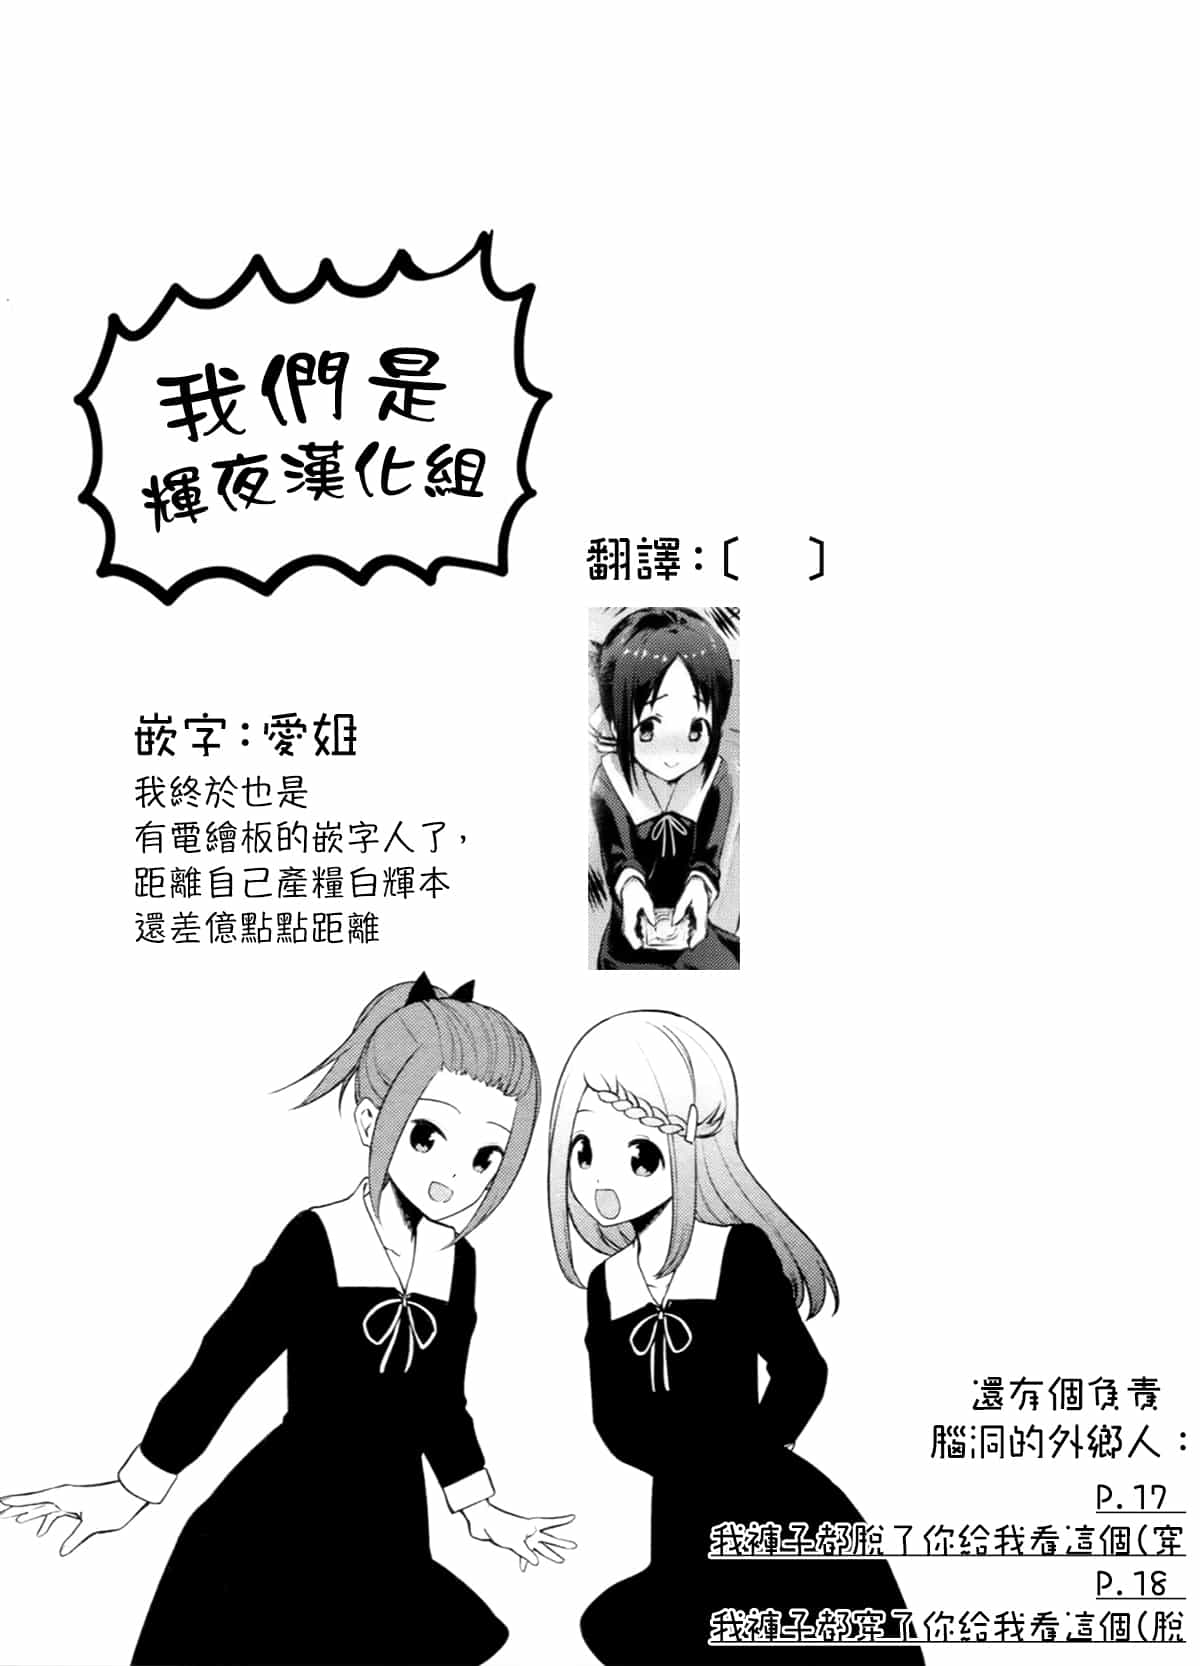 我們是
輝夜漢化組
翻譯：〔　〕
嵌字：愛姐
我終於也是
有電繪板的嵌字人了，
距離自己產糧白輝本
還差億點點距離
還有個負責
腦洞的外鄉人：
P.17
我褲子都脫了你給我看這個(穿
P.18
我褲子都穿了你給我看這個(脫